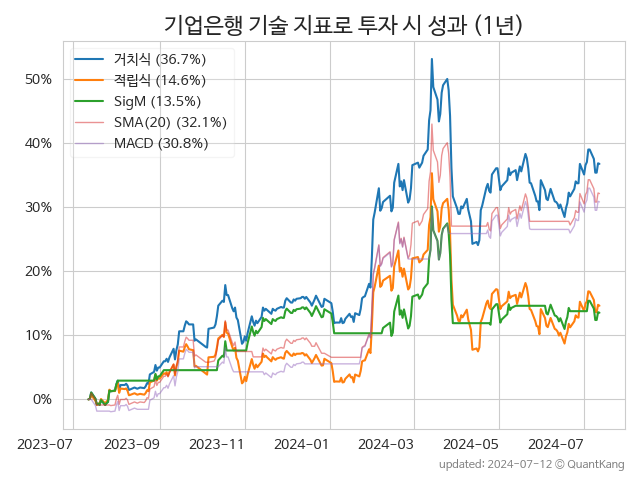 기업은행 기술 지표로 투자 시 성과 (1년)
거치식 (36.7%)
적립식 (14.6%)
SigM (13.5%)
SMA(20) (32.1%)
MACD (30.8%)
50%
40%
30%
20%
10%
0%
2023-07 2023-09 2023-11 2024-01 2024-03 2024-05 2024-07
updated: 2024-07-12 © QuantKang